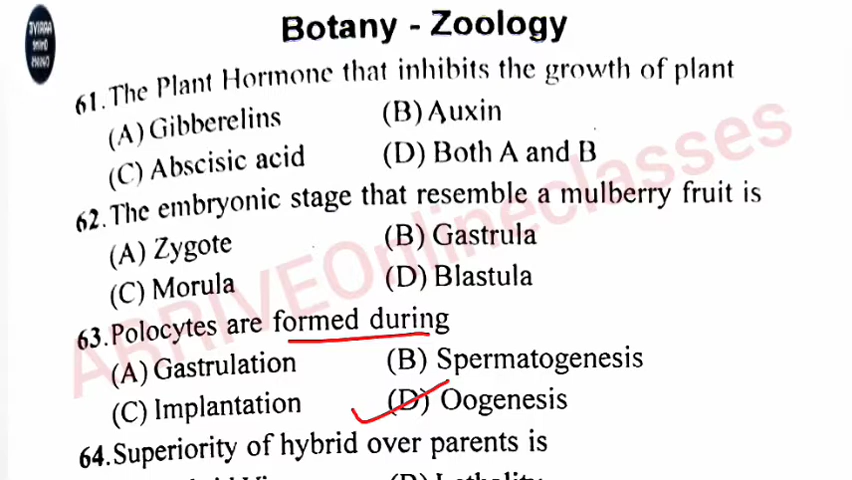 Botany - Zoology
61. The Plant Hormone that inhibits the growth of plant
(A) Gibberelins (B) Auxin
(C) Abscisic acid (D) Both A and B
62. The embryonic stage that resemble a mulberry fruit is
(A) Zygote (B) Gastrula
(C) Morula (D) Blastula
63. Polocytes are formed during
(A) Gastrulation (B) Spermatogenesis
(C) Implantation (D) Oogenesis
64. Superiority of hybrid over parents is
(D) Lethality
ARRIVEOnlineclasses